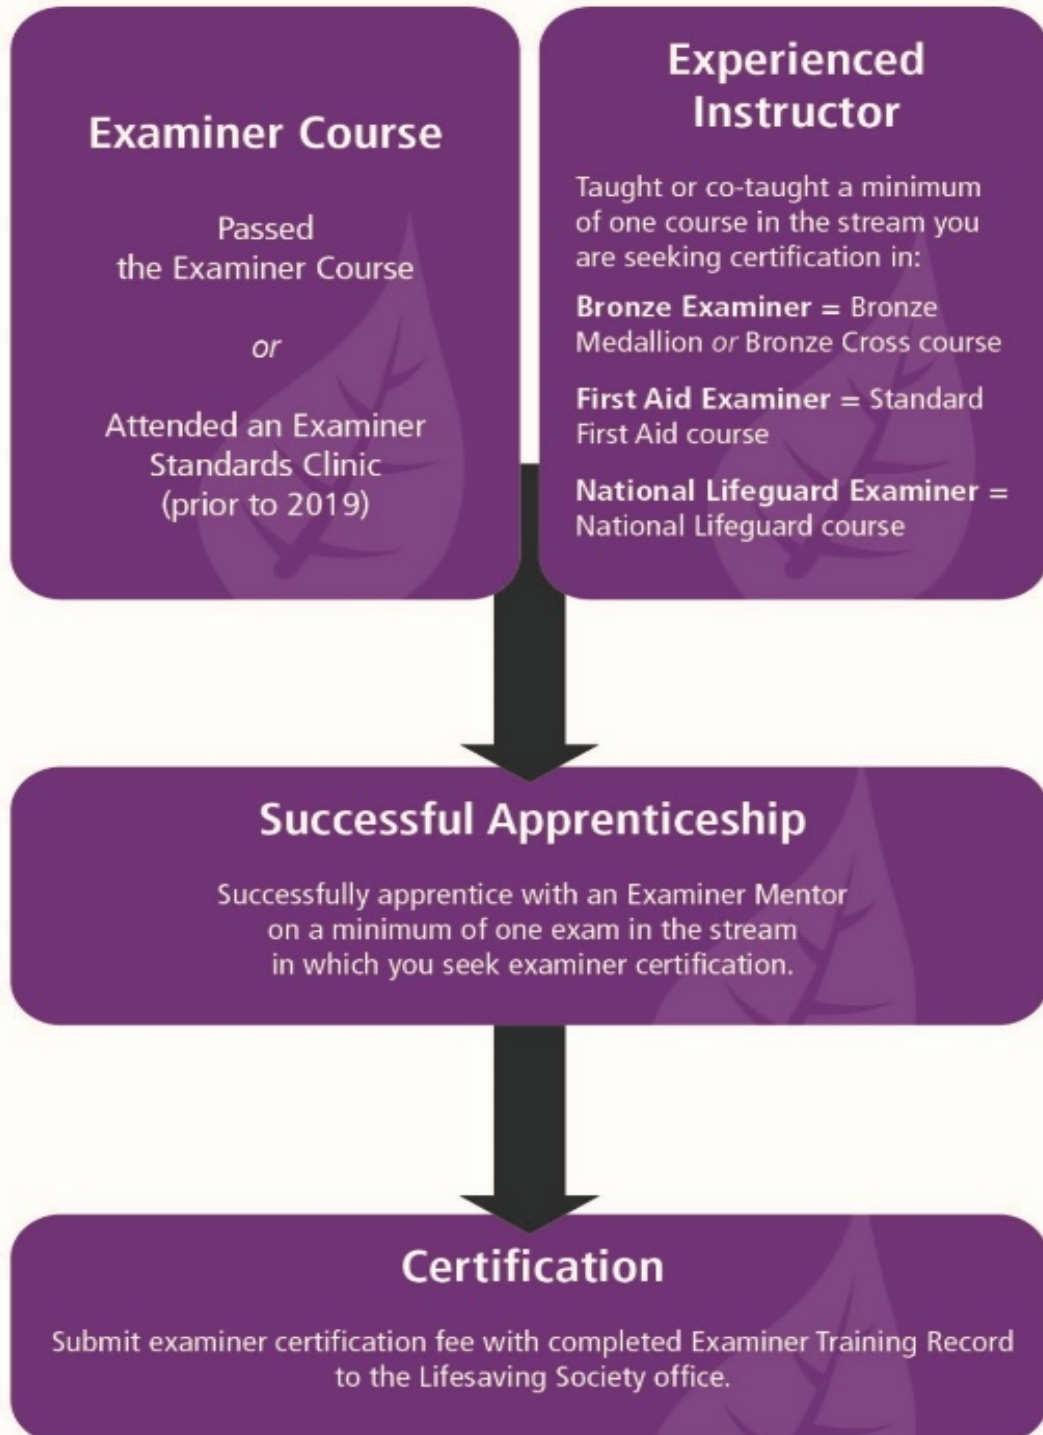 Examiner Course
Passed
the Examiner Course
or
Attended an Examiner
Standards Clinic
(prior to 2019)
Experienced
Instructor
Taught or co-taught a minimum
of one course in the stream you
are seeking certification in:
Bronze Examiner = Bronze
Medallion or Bronze Cross course
First Aid Examiner = Standard
First Aid course
National Lifeguard Examiner =
National Lifeguard course
Successful Apprenticeship
Successfully apprentice with an Examiner Mentor
on a minimum of one exam in the stream
in which you seek examiner certification.
Certification
Submit examiner certification fee with completed Examiner Training Record
to the Lifesaving Society office.